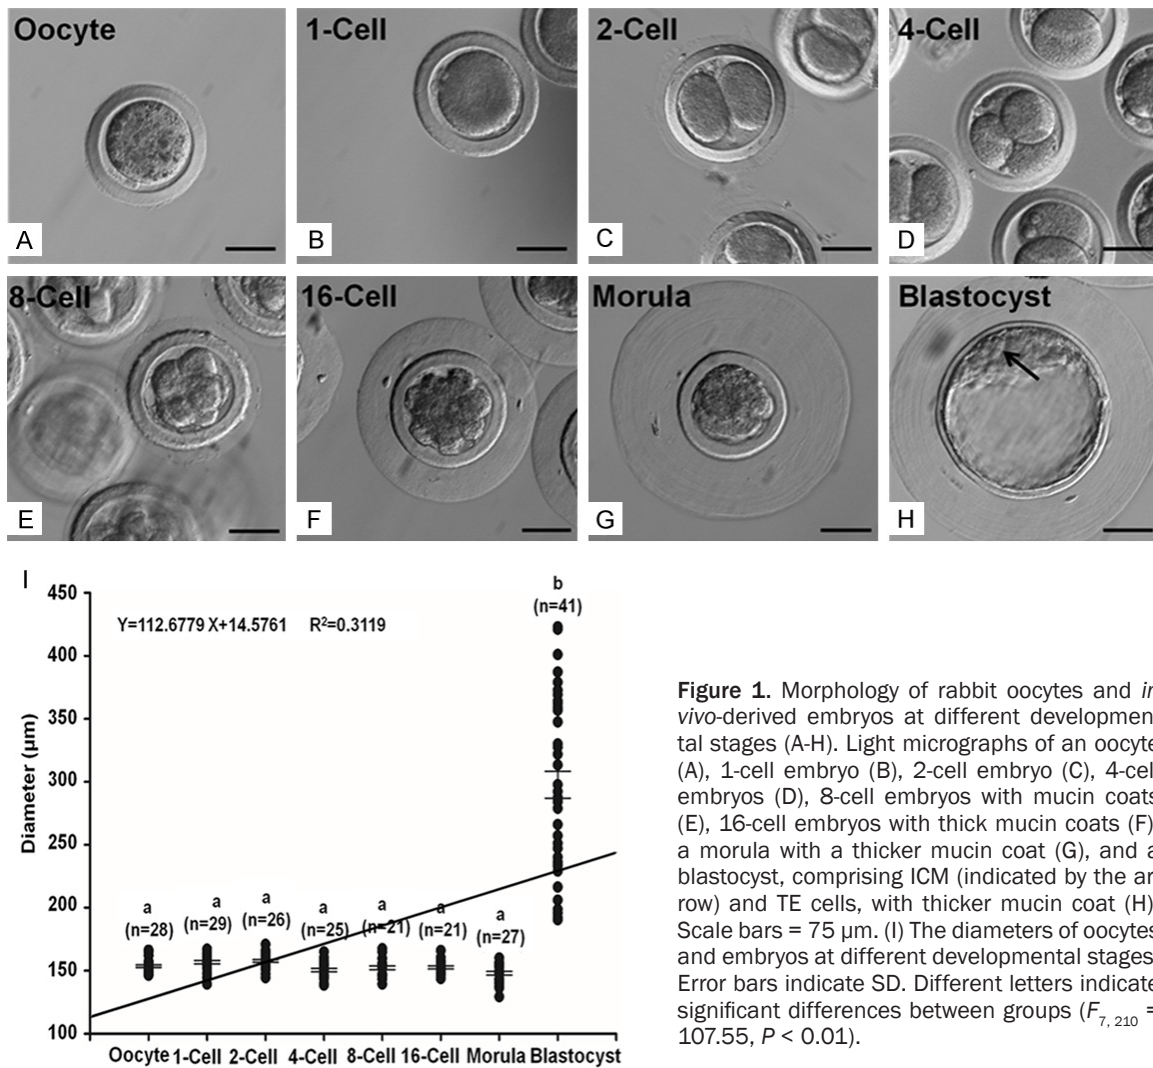 Oocyte
1-Cell
2-Cell
4-Cell
A
B
C
D
8-Cell
16-Cell
Morula
Blastocyst
E
F
G
H
I
450
400
350
300
250
200
150
100
Diameter (µm)
Y=112.6779 X+14.5761 R²=0.3119
a
(n=28)
a
(n=29)
a
(n=26)
a
(n=25)
a
(n=21)
a
(n=21)
a
(n=27)
b
(n=41)
Oocyte 1-Cell 2-Cell 4-Cell 8-Cell 16-Cell Morula Blastocyst
Figure 1. Morphology of rabbit oocytes and in
vivo-derived embryos at different developmen
tal stages (A-H). Light micrographs of an oocyte
(A), 1-cell embryo (B), 2-cell embryo (C), 4-cel
embryos (D), 8-cell embryos with mucin coats
(E), 16-cell embryos with thick mucin coats (F)
a morula with a thicker mucin coat (G), and a
blastocyst, comprising ICM (indicated by the ar
row) and TE cells, with thicker mucin coat (H)
Scale bars = 75 µm. (I) The diameters of oocytes
and embryos at different developmental stages
Error bars indicate SD. Different letters indicate
significant differences between groups (F7, 210 =
107.55, P < 0.01).